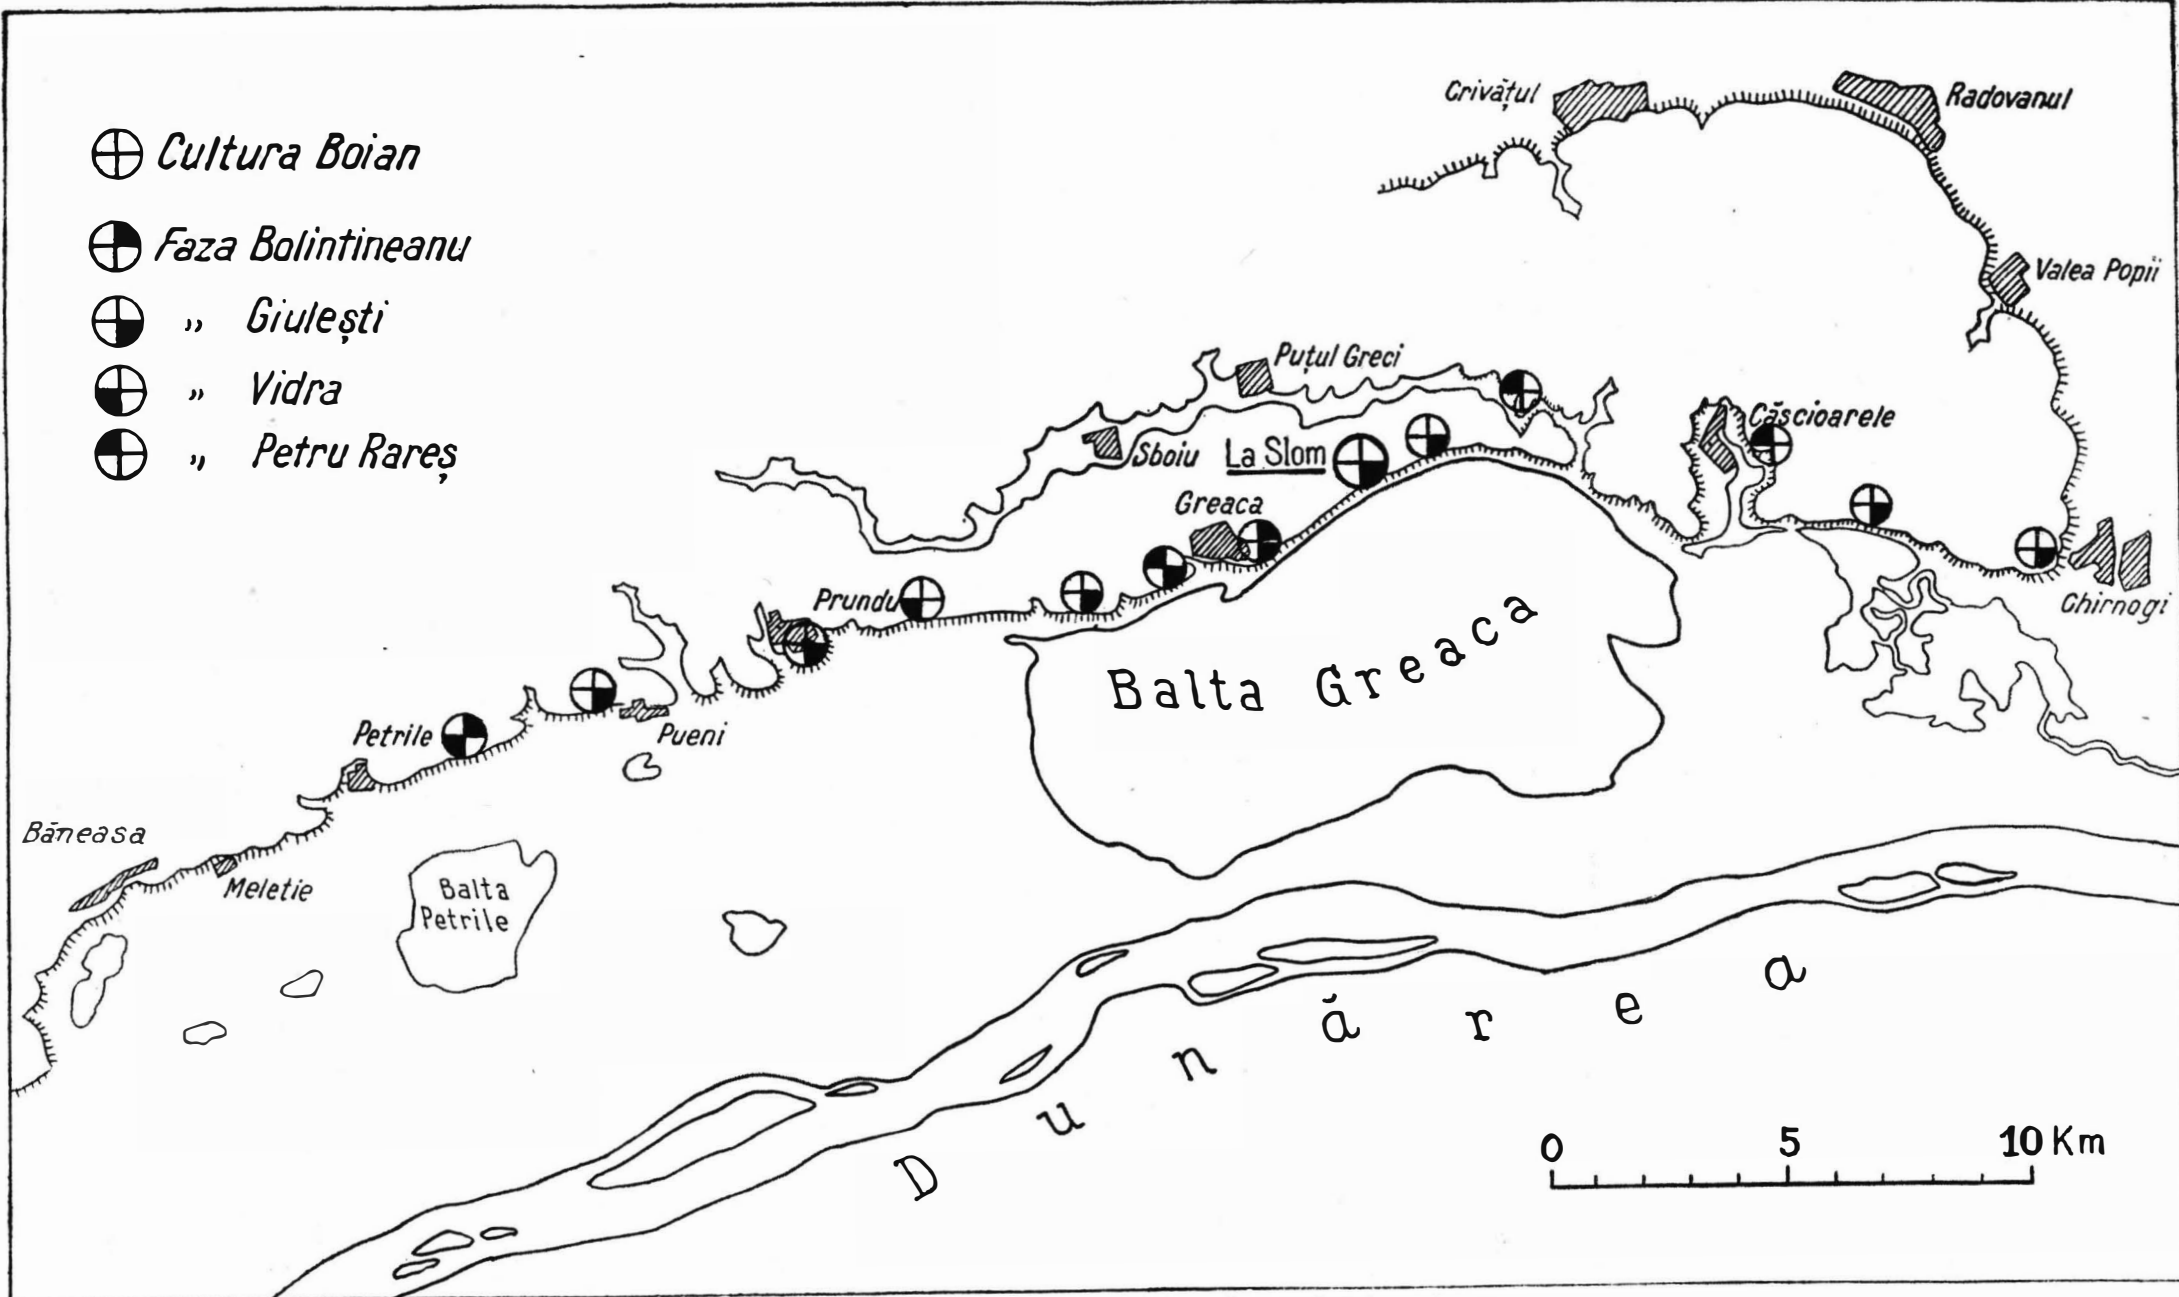 Cultura Boian
Faza Bolintineanu
„ Giulești
„ Vidra
„ Petru Rareș
Crivățul
Radovanul
Valea Popii
Puțul Greci
Căscioarele
Sboiu
La Slom
Greaca
Prundu
Ghirnogi
Balta Greaca
Petrile
Pueni
Băneasa
Meletie
Balta
Petrile
Dunărea
0 5 10 Km